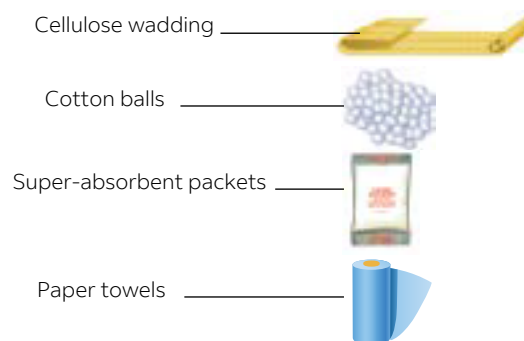 Cellulose wadding
Cotton balls
Super-absorbent packets
Paper towels